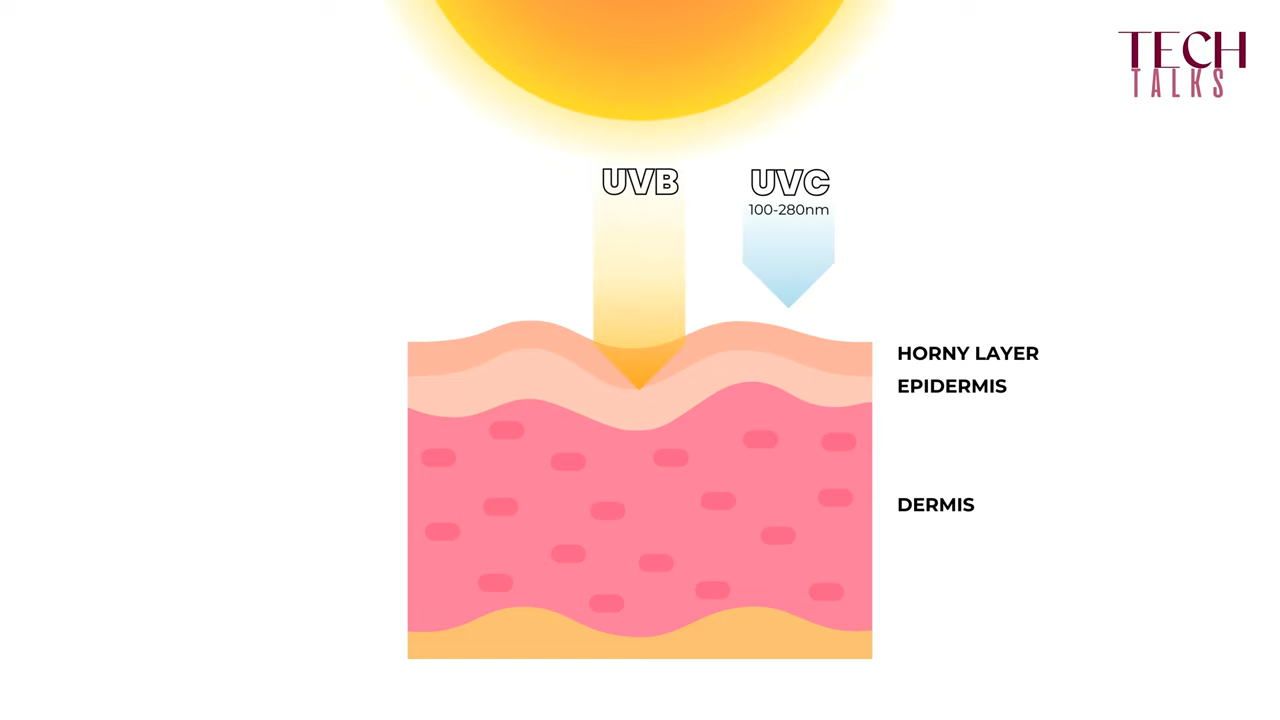 TECH
TALKS
UVB
UVC
100-280nm
HORNY LAYER
EPIDERMIS
DERMIS